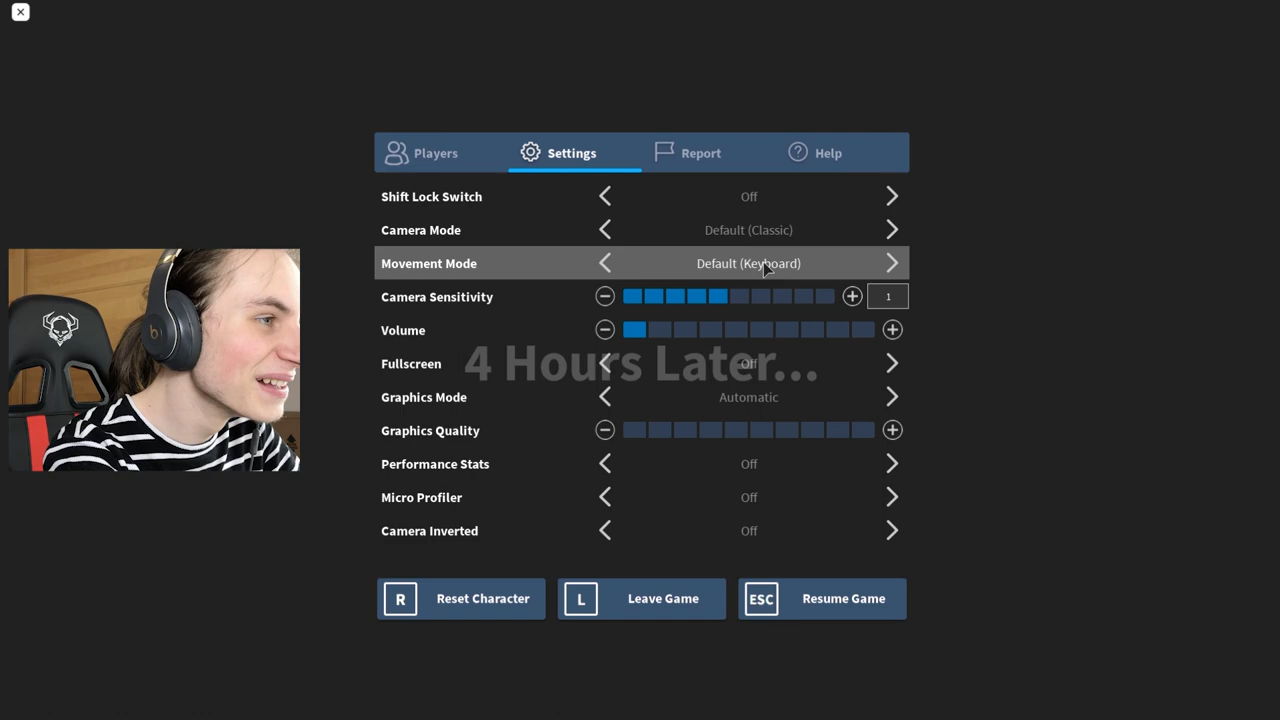 Players
Settings
Report
Help
Shift Lock Switch
Off
Camera Mode
Default (Classic)
Movement Mode
Default (Keyboard)
Camera Sensitivity
1
Volume
4 Hours Later...
Fullscreen
Off
Graphics Mode
Automatic
Graphics Quality
Performance Stats
Off
Micro Profiler
Off
Camera Inverted
Off
R
Reset Character
L
Leave Game
ESC
Resume Game